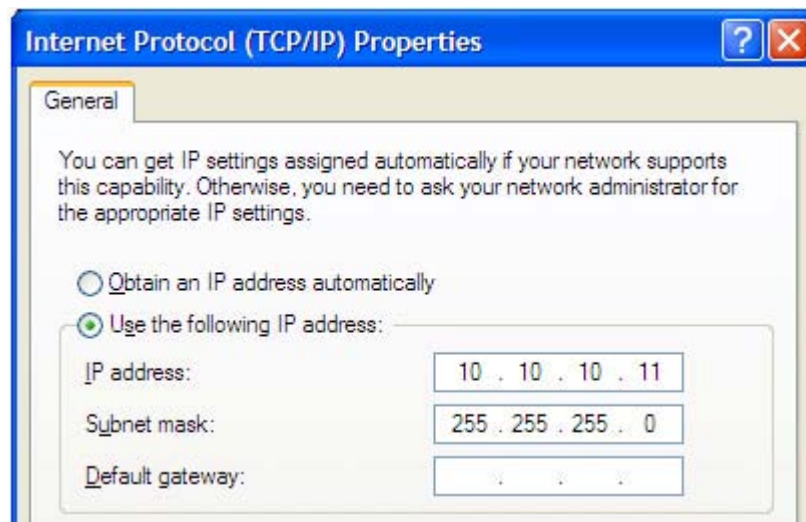 Internet Protocol (TCP/IP) Properties
General
You can get IP settings assigned automatically if your network supports
this capability. Otherwise, you need to ask your network administrator for
the appropriate IP settings.
Obtain an IP address automatically
Use the following IP address:
IP address: 10 . 10 . 10 . 11
Subnet mask: 255 . 255 . 255 . 0
Default gateway: . . .